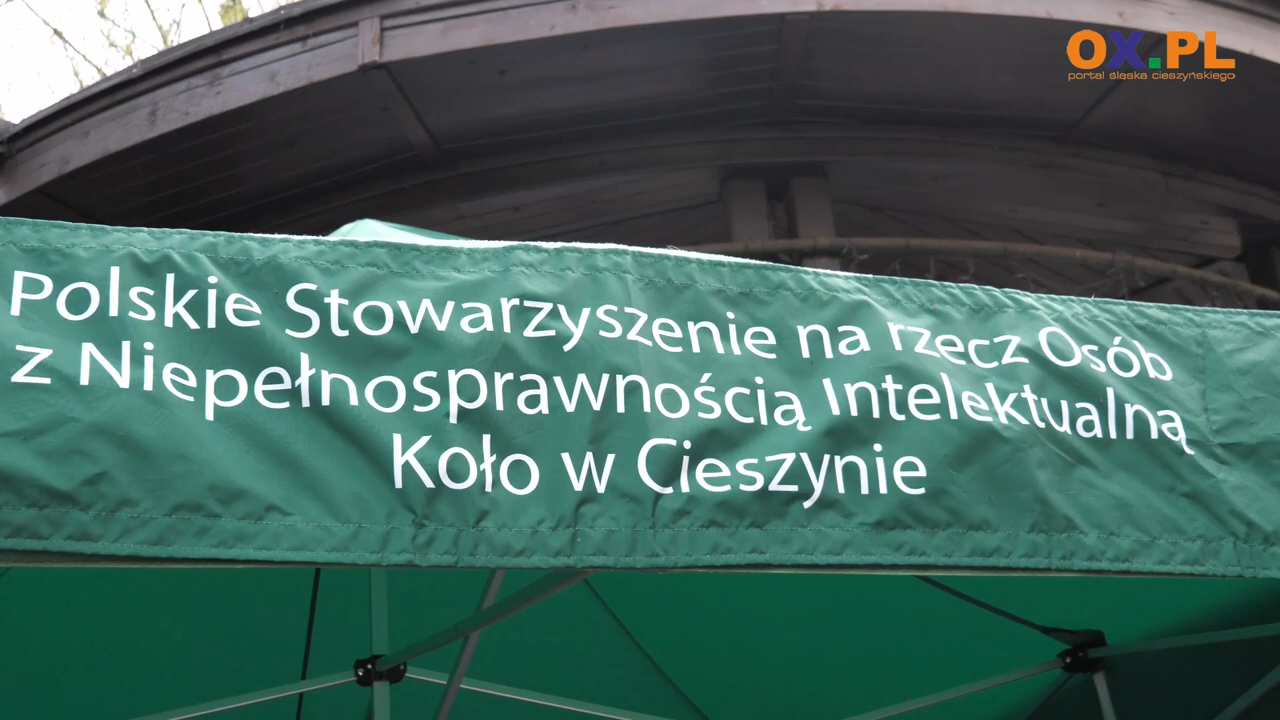 OX.PL
portal śląska cieszyńskiego
Polskie Stowarzyszenie na rzecz Osób
z Niepełnosprawnością Intelektualną
Koło w Cieszynie